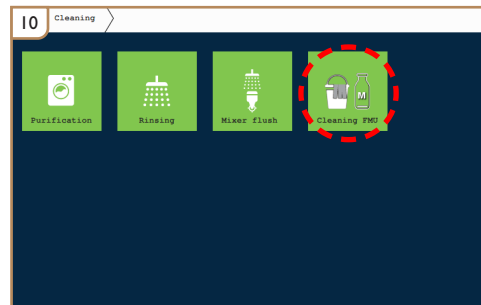 10
Cleaning
Purification
Rinsing
Mixer flush
M
Cleaning FMU